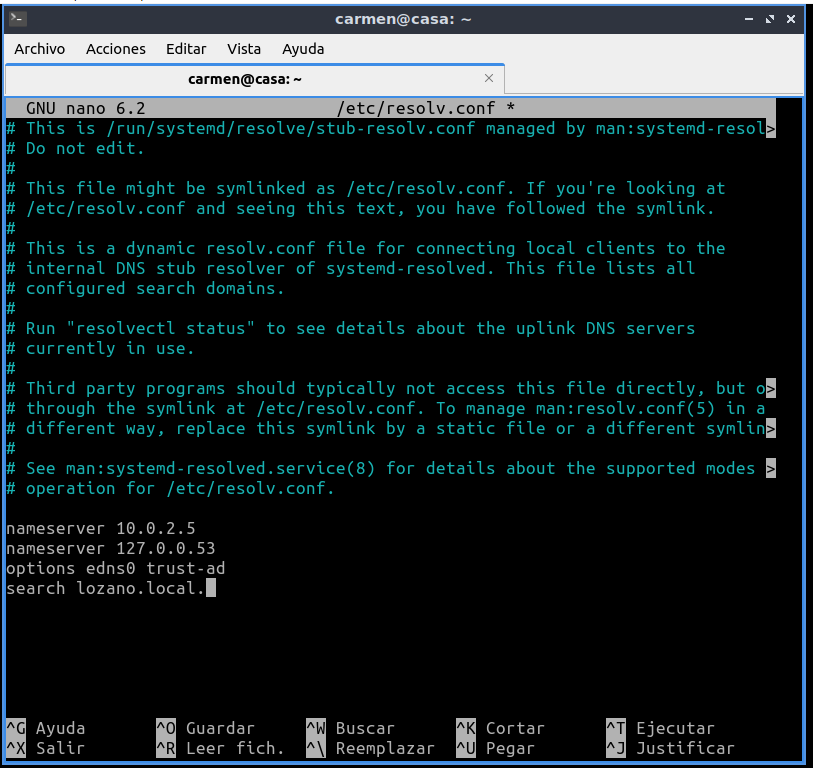 carmen@casa: ~
Archivo Acciones Editar Vista Ayuda
carmen@casa: ~
GNU nano 6.2 /etc/resolv.conf *
# This is /run/systemd/resolve/stub-resolv.conf managed by man:systemd-resol>
# Do not edit.
#
# This file might be symlinked as /etc/resolv.conf. If you're looking at
# /etc/resolv.conf and seeing this text, you have followed the symlink.
#
# This is a dynamic resolv.conf file for connecting local clients to the
# internal DNS stub resolver of systemd-resolved. This file lists all
# configured search domains.
#
# Run "resolvectl status" to see details about the uplink DNS servers
# currently in use.
#
# Third party programs should typically not access this file directly, but o>
# through the symlink at /etc/resolv.conf. To manage man:resolv.conf(5) in a
# different way, replace this symlink by a static file or a different symlin>
#
# See man:systemd-resolved.service(8) for details about the supported modes >
# operation for /etc/resolv.conf.
nameserver 10.0.2.5
nameserver 127.0.0.53
options edns0 trust-ad
search lozano.local.
^G Ayuda ^O Guardar ^W Buscar ^K Cortar ^T Ejecutar
^X Salir ^R Leer fich. ^\ Reemplazar ^U Pegar ^J Justificar